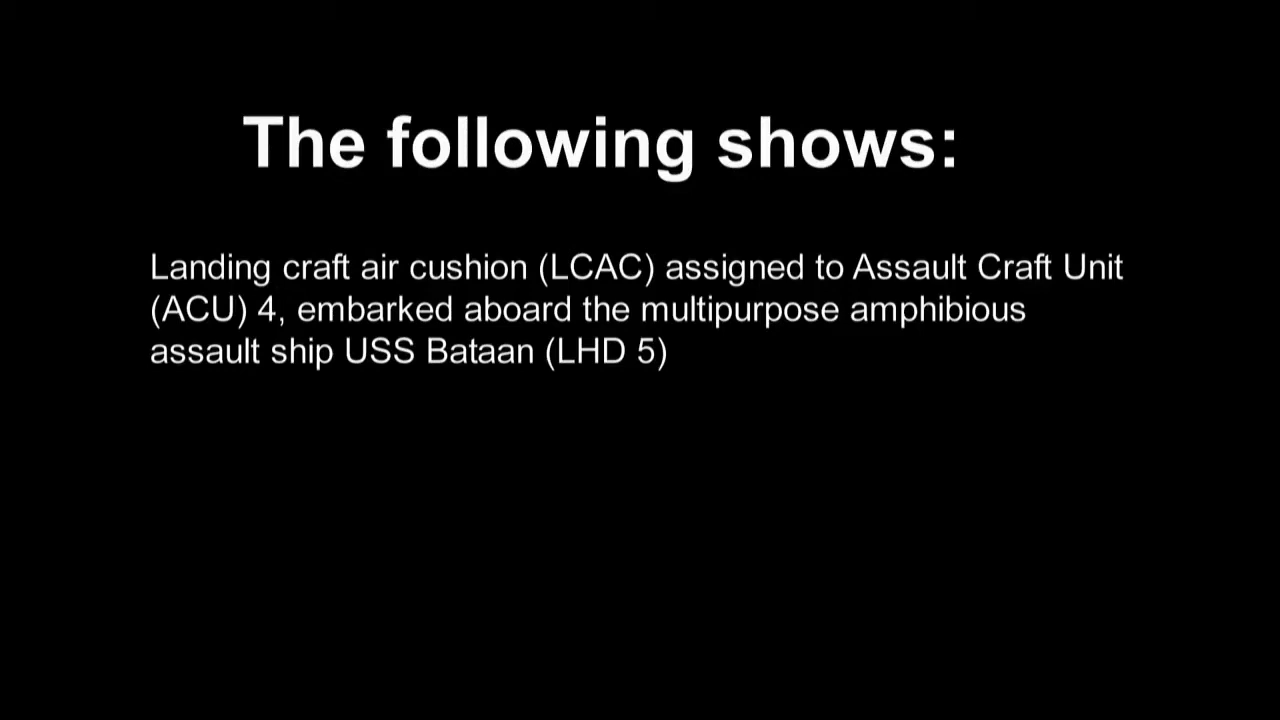 The following shows:
Landing craft air cushion (LCAC) assigned to Assault Craft Unit
(ACU) 4, embarked aboard the multipurpose amphibious
assault ship USS Bataan (LHD 5)